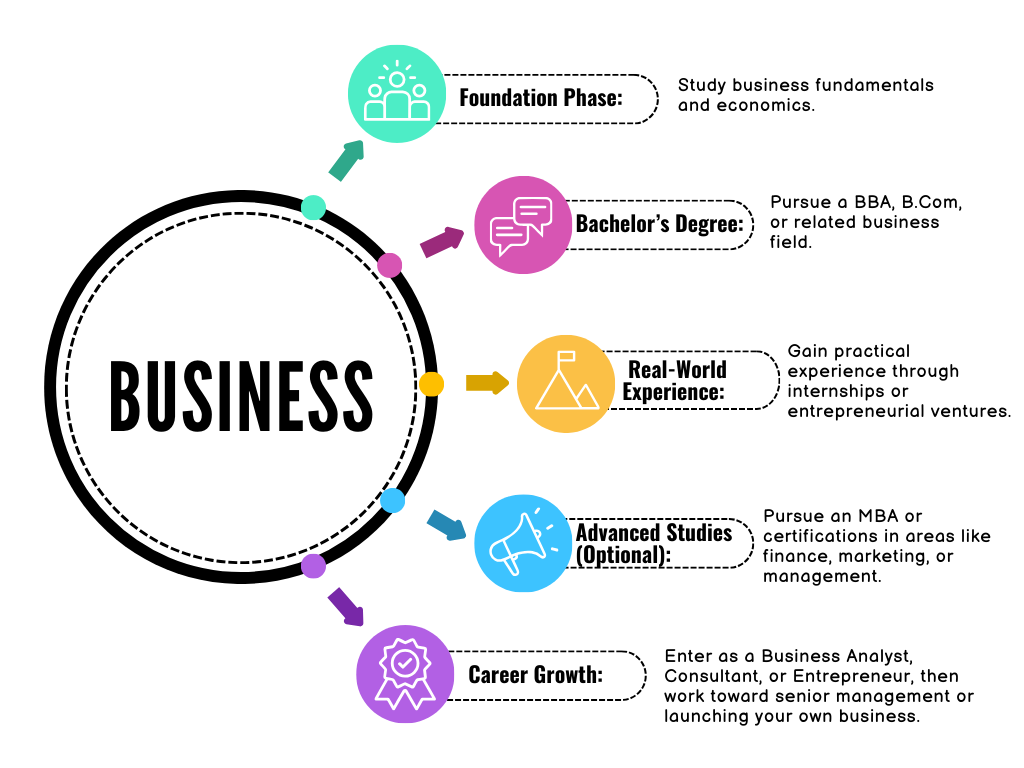 BUSINESS
Foundation Phase:
Study business fundamentals
and economics.
Bachelor’s Degree:
Pursue a BBA, B.Com,
or related business
field.
Real-World
Experience:
Gain practical
experience through
internships or
entrepreneurial ventures.
Advanced Studies
(Optional):
Pursue an MBA or
certifications in areas like
finance, marketing, or
management.
Career Growth:
Enter as a Business Analyst,
Consultant, or Entrepreneur, then
work toward senior management or
launching your own business.